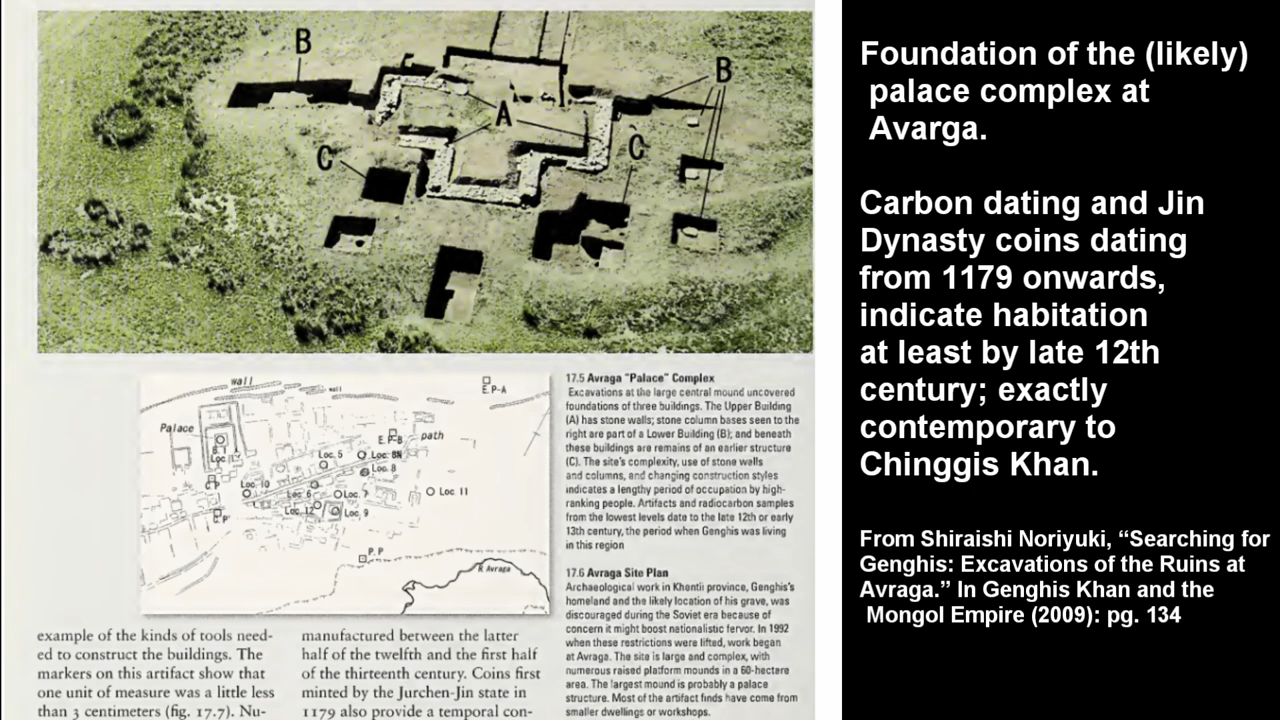 B
B
A
C
C
wall
wall
E.P-A
Palace
E.P-B
path
B.1
Loc.1
Loc. 5
Loc. 8N
Loc. 8
C.P
Loc. 10
Loc. 6
Loc. 7
Loc. 11
Loc. 12
Loc. 9
C.P
P.P
R. Avraga
17.5 Avraga "Palace" Complex
Excavations at the large central mound uncovered
foundations of three buildings. The Upper Building
(A) has stone walls; stone column bases seen to the
right are part of a Lower Building (B); and beneath
these buildings are remains of an earlier structure
(C). The site's complexity, use of stone walls
and columns, and changing construction styles
indicates a lengthy period of occupation by high-
ranking people. Artifacts and radiocarbon samples
from the lowest levels date to the late 12th or early
13th century, the period when Genghis was living
in this region
17.6 Avraga Site Plan
Archaeological work in Khentii province, Genghis's
homeland and the likely location of his grave, was
discouraged during the Soviet era because of
concern it might boost nationalistic fervor. In 1992
when these restrictions were lifted, work began
at Avraga. The site is large and complex, with
numerous raised platform mounds in a 60-hectare
area. The largest mound is probably a palace
structure. Most of the artifact finds have come from
smaller dwellings or workshops.
example of the kinds of tools need-
ed to construct the buildings. The
markers on this artifact show that
one unit of measure was a little less
than 3 centimeters (fig. 17.7). Nu-
manufactured between the latter
half of the twelfth and the first half
of the thirteenth century. Coins first
minted by the Jurchen-Jin state in
1179 also provide a temporal con-
Foundation of the (likely)
palace complex at
Avarga.
Carbon dating and Jin
Dynasty coins dating
from 1179 onwards,
indicate habitation
at least by late 12th
century; exactly
contemporary to
Chinggis Khan.
From Shiraishi Noriyuki, “Searching for
Genghis: Excavations of the Ruins at
Avraga.” In Genghis Khan and the
Mongol Empire (2009): pg. 134